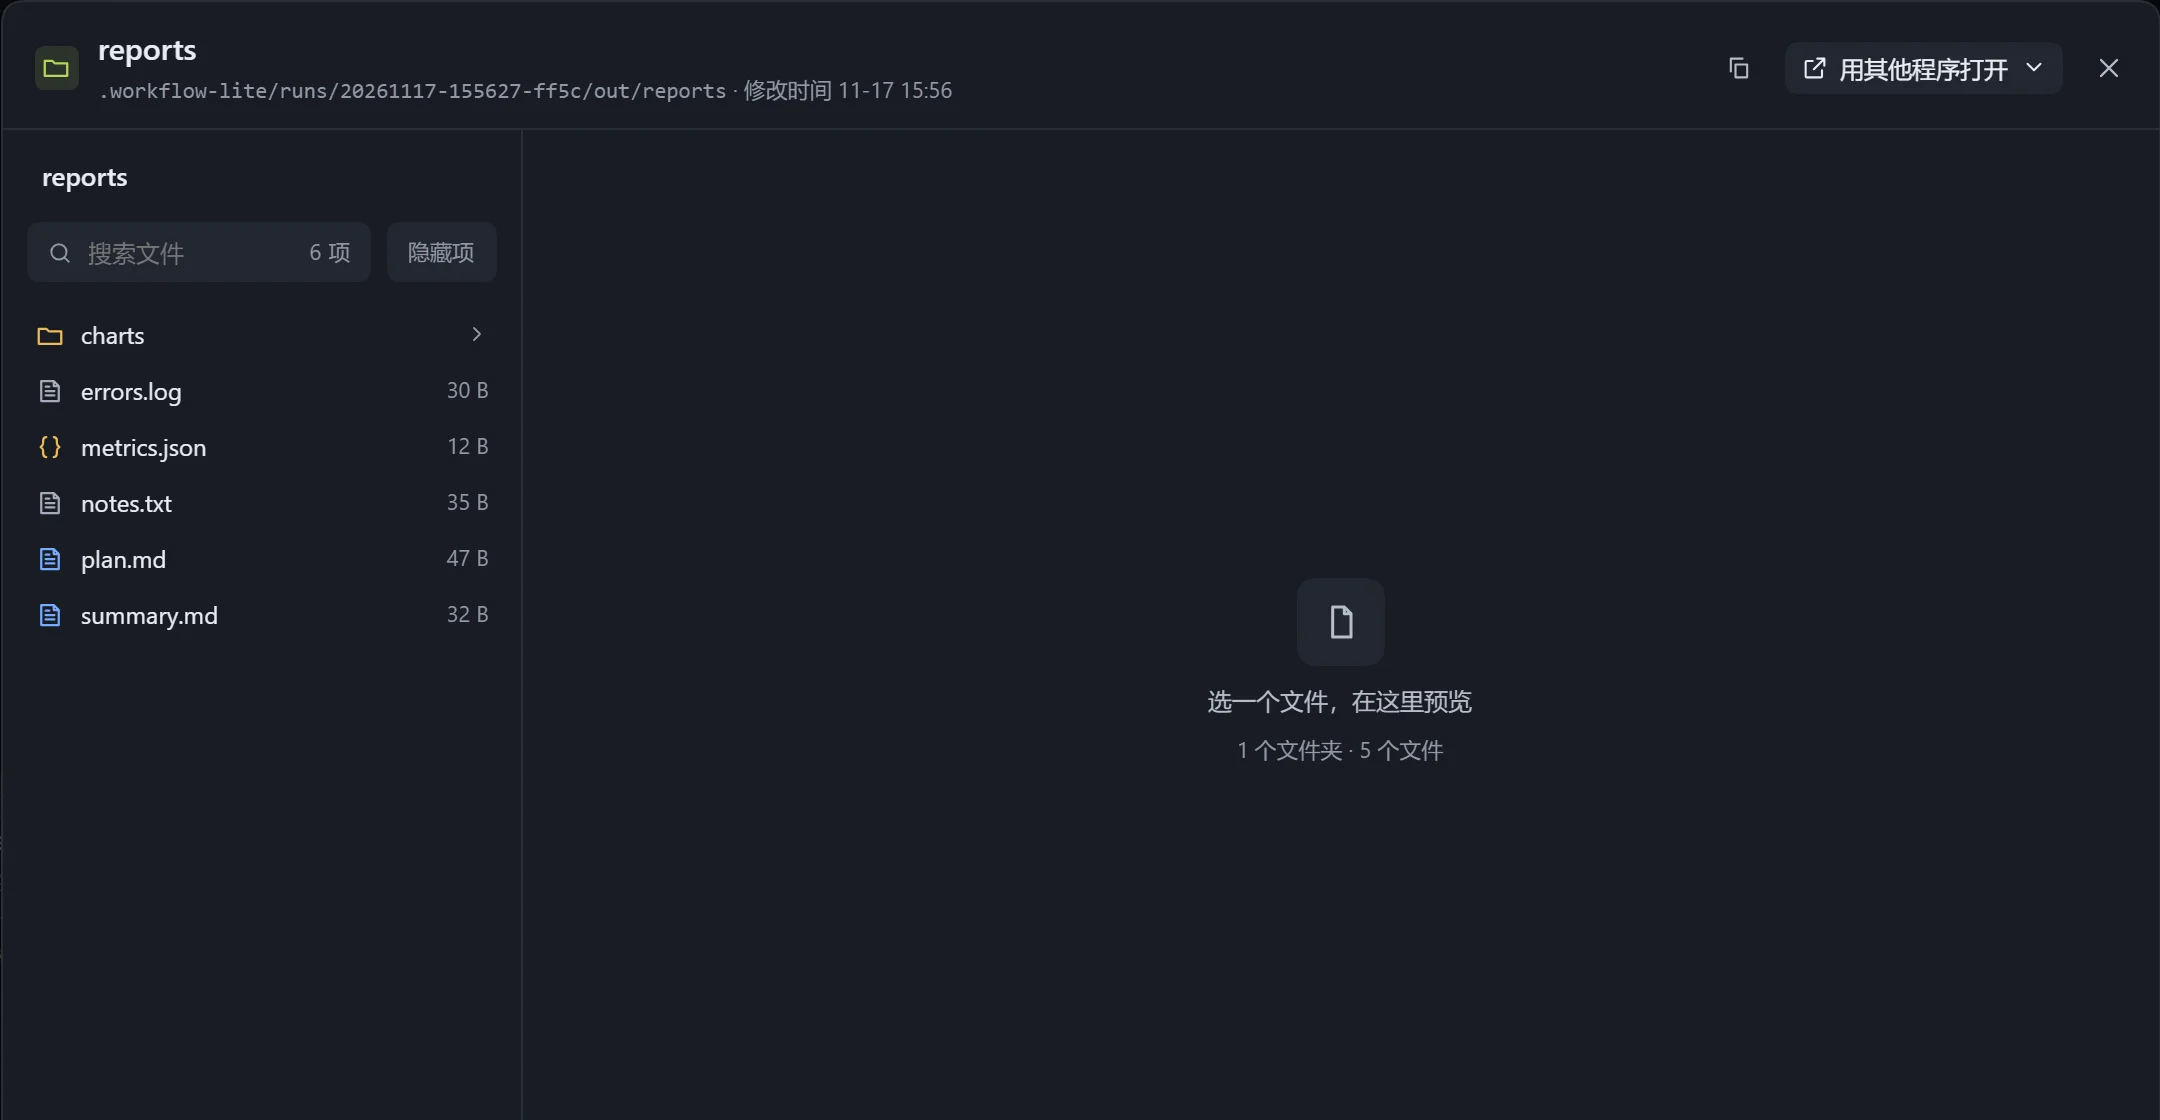 reports
.workflow-lite/runs/20261117-155627-ff5c/out/reports · 修改时间 11-17 15:56
用其他程序打开
reports
搜索文件 6 项 隐藏项
charts
errors.log 30 B
metrics.json 12 B
notes.txt 35 B
plan.md 47 B
summary.md 32 B
选一个文件，在这里预览
1 个文件夹 · 5 个文件